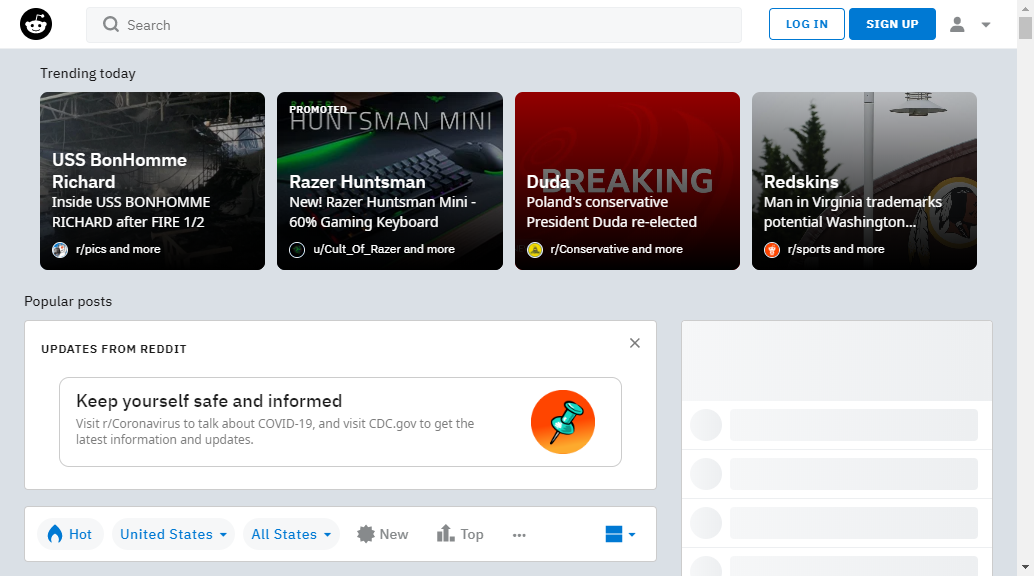 Search
LOG IN
SIGN UP
Trending today
USS BonHomme
Richard
Inside USS BONHOMME
RICHARD after FIRE 1/2
r/pics and more
PROMOTED
RAZER
HUNTSMAN MINI
Razer Huntsman
New! Razer Huntsman Mini -
60% Gaming Keyboard
u/Cult_Of_Razer and more
BREAKING
Duda
Poland's conservative
President Duda re-elected
r/Conservative and more
Redskins
Man in Virginia trademarks
potential Washington...
r/sports and more
Popular posts
UPDATES FROM REDDIT
Keep yourself safe and informed
Visit r/Coronavirus to talk about COVID-19, and visit CDC.gov to get the
latest information and updates.
Hot
United States
All States
New
Top